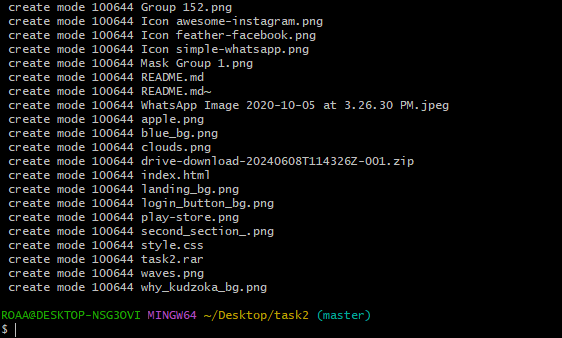 create mode 100644 Group 152.png
create mode 100644 Icon awesome-instagram.png
create mode 100644 Icon feather-facebook.png
create mode 100644 Icon simple-whatsapp.png
create mode 100644 Mask Group 1.png
create mode 100644 README.md
create mode 100644 README.md~
create mode 100644 WhatsApp Image 2020-10-05 at 3.26.30 PM.jpeg
create mode 100644 apple.png
create mode 100644 blue_bg.png
create mode 100644 clouds.png
create mode 100644 drive-download-20240608T114326Z-001.zip
create mode 100644 index.html
create mode 100644 landing_bg.png
create mode 100644 login_button_bg.png
create mode 100644 play-store.png
create mode 100644 second_section_.png
create mode 100644 style.css
create mode 100644 task2.rar
create mode 100644 waves.png
create mode 100644 why_kudzoka_bg.png
ROAA@DESKTOP-NSG3OVI MINGW64 ~/Desktop/task2 (master)
$